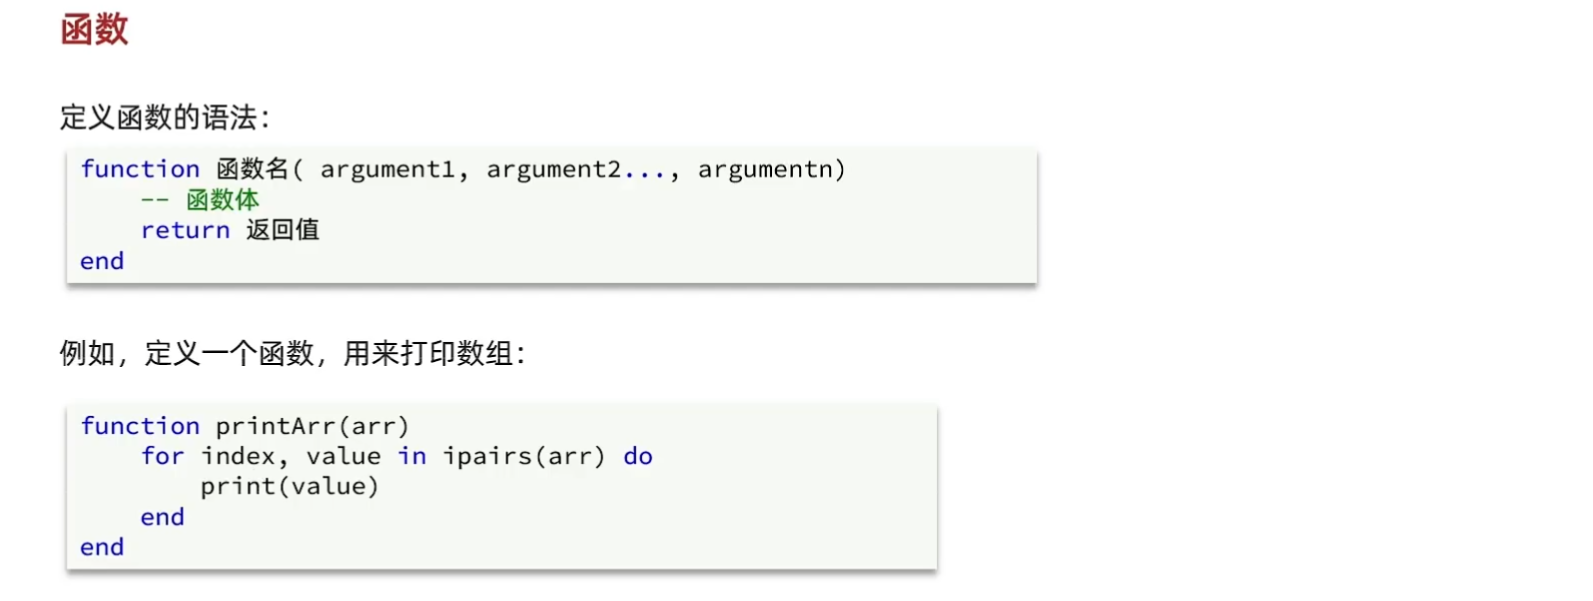 函数
定义函数的语法：
function 函数名( argument1, argument2..., argumentn)
    -- 函数体
    return 返回值
end
例如，定义一个函数，用来打印数组：
function printArr(arr)
    for index, value in ipairs(arr) do
        print(value)
    end
end